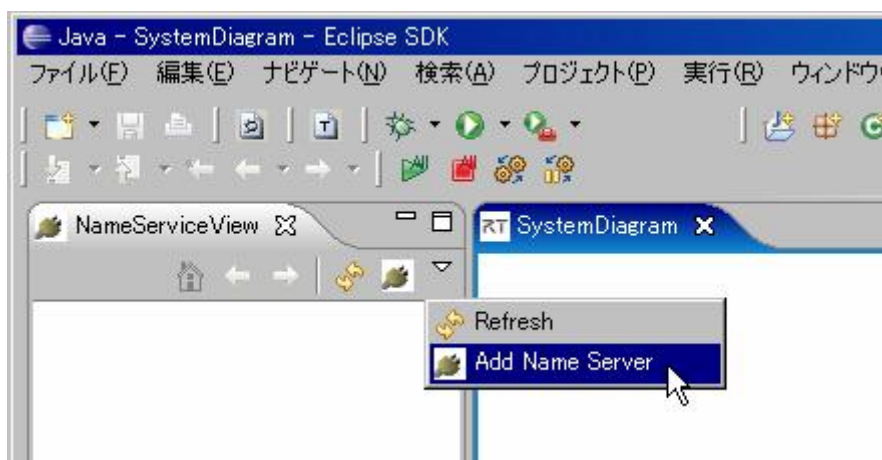 Java - SystemDiagram - Eclipse SDK
ファイル(F) 編集(E) ナビゲート(N) 検索(A) プロジェクト(P) 実行(R) ウィンドウ
NameServiceView
RT SystemDiagram
Refresh
Add Name Server